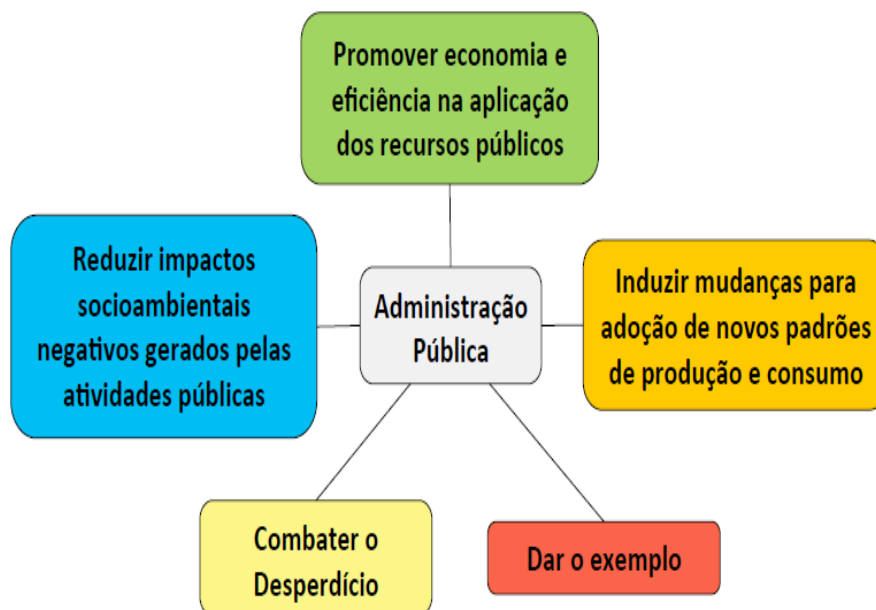 Promover economia e
eficiência na aplicação
dos recursos públicos
Reduzir impactos
socioambientais
negativos gerados pelas
atividades públicas
Administração
Pública
Induzir mudanças para
adoção de novos padrões
de produção e consumo
Combater o
Desperdício
Dar o exemplo